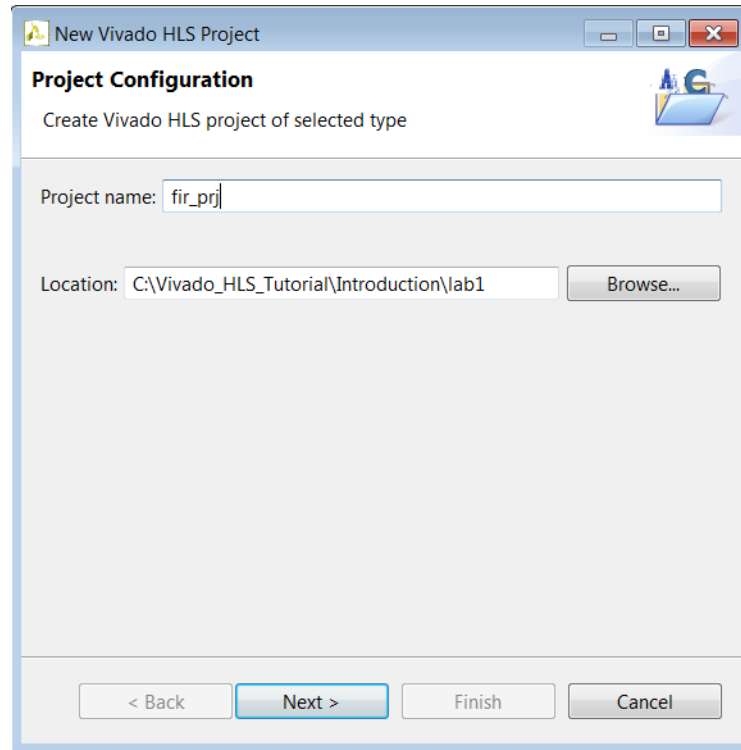 New Vivado HLS Project
Project Configuration
Create Vivado HLS project of selected type
Project name: fir_prj
Location: C:\Vivado_HLS_Tutorial\Introduction\lab1 Browse...
< Back Next > Finish Cancel